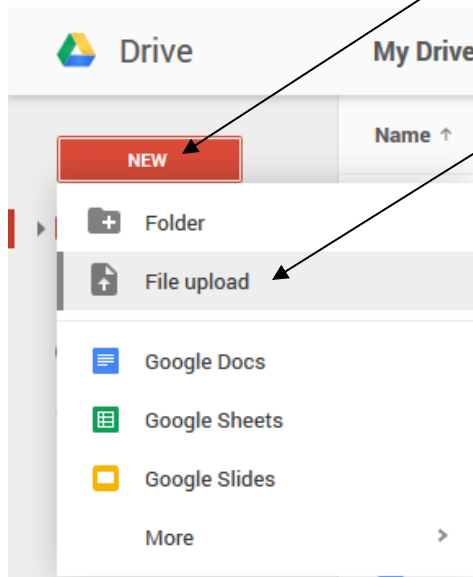 Drive My Drive
Name ↑
NEW
Folder
File upload
Google Docs
Google Sheets
Google Slides
More >